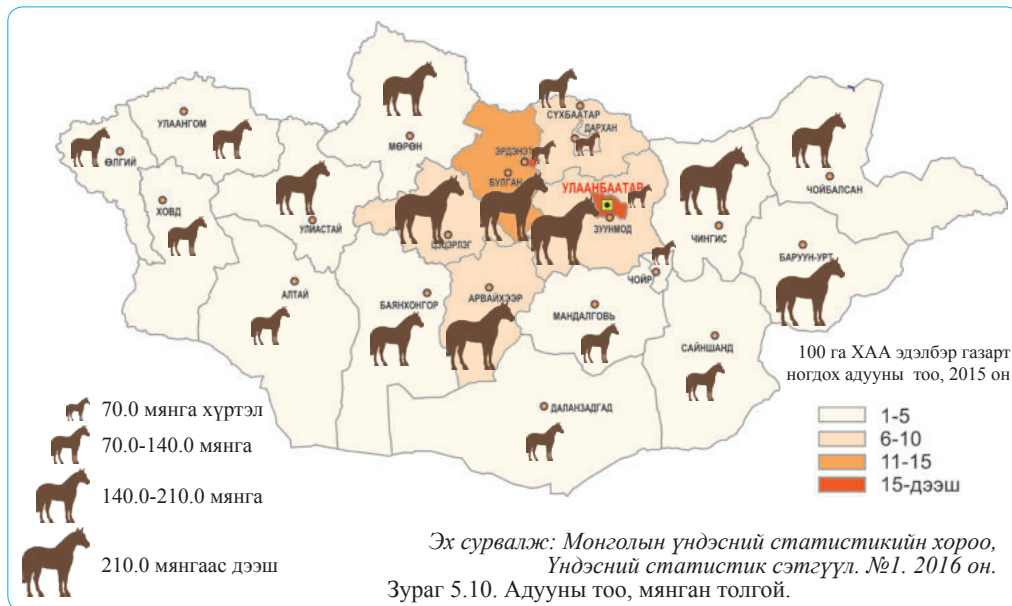 СҮХБААТАР
ДАРХАН
УЛААНГОМ
МӨРӨН
ЭРДЭНЭТ
ӨЛГИЙ
БУЛГАН
УЛААНБААТАР
ЧОЙБАЛСАН
ХОВД
УЛИАСТАЙ
ЦЭЦЭРЛЭГ
ЗУУНМОД
ЧИНГИС
БАРУУН-УРТ
АЛТАЙ
БАЯНХОНГОР
АРВАЙХЭЭР
ЧОЙР
МАНДАЛГОВЬ
САЙНШАНД
ДАЛАНЗАДГАД
100 га ХАА эдэлбэр газарт
ногдох адууны тоо, 2015 он
1-5
6-10
11-15
15-дээш
70.0 мянга хүртэл
70.0-140.0 мянга
140.0-210.0 мянга
210.0 мянгаас дээш
Эх сурвалж: Монголын үндэсний статистикийн хороо,
Үндэсний статистик сэтгүүл. №1. 2016 он.
Зураг 5.10. Адууны тоо, мянган толгой.